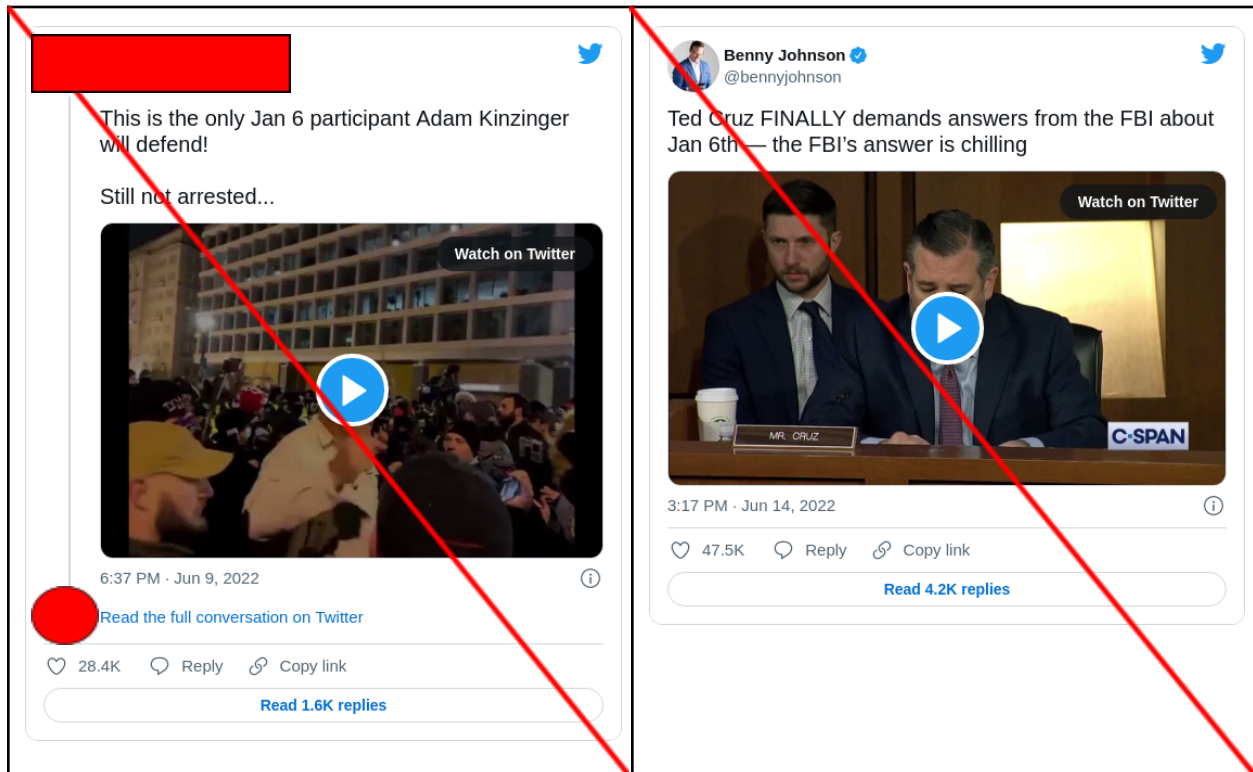 This is the only Jan 6 participant Adam Kinzinger
will defend!
Still not arrested...
Watch on Twitter
6:37 PM · Jun 9, 2022
Read the full conversation on Twitter
28.4K Reply Copy link
Read 1.6K replies
Benny Johnson
@bennyjohnson
Ted Cruz FINALLY demands answers from the FBI about
Jan 6th — the FBI’s answer is chilling
Watch on Twitter
MR. CRUZ
C-SPAN
3:17 PM · Jun 14, 2022
47.5K Reply Copy link
Read 4.2K replies